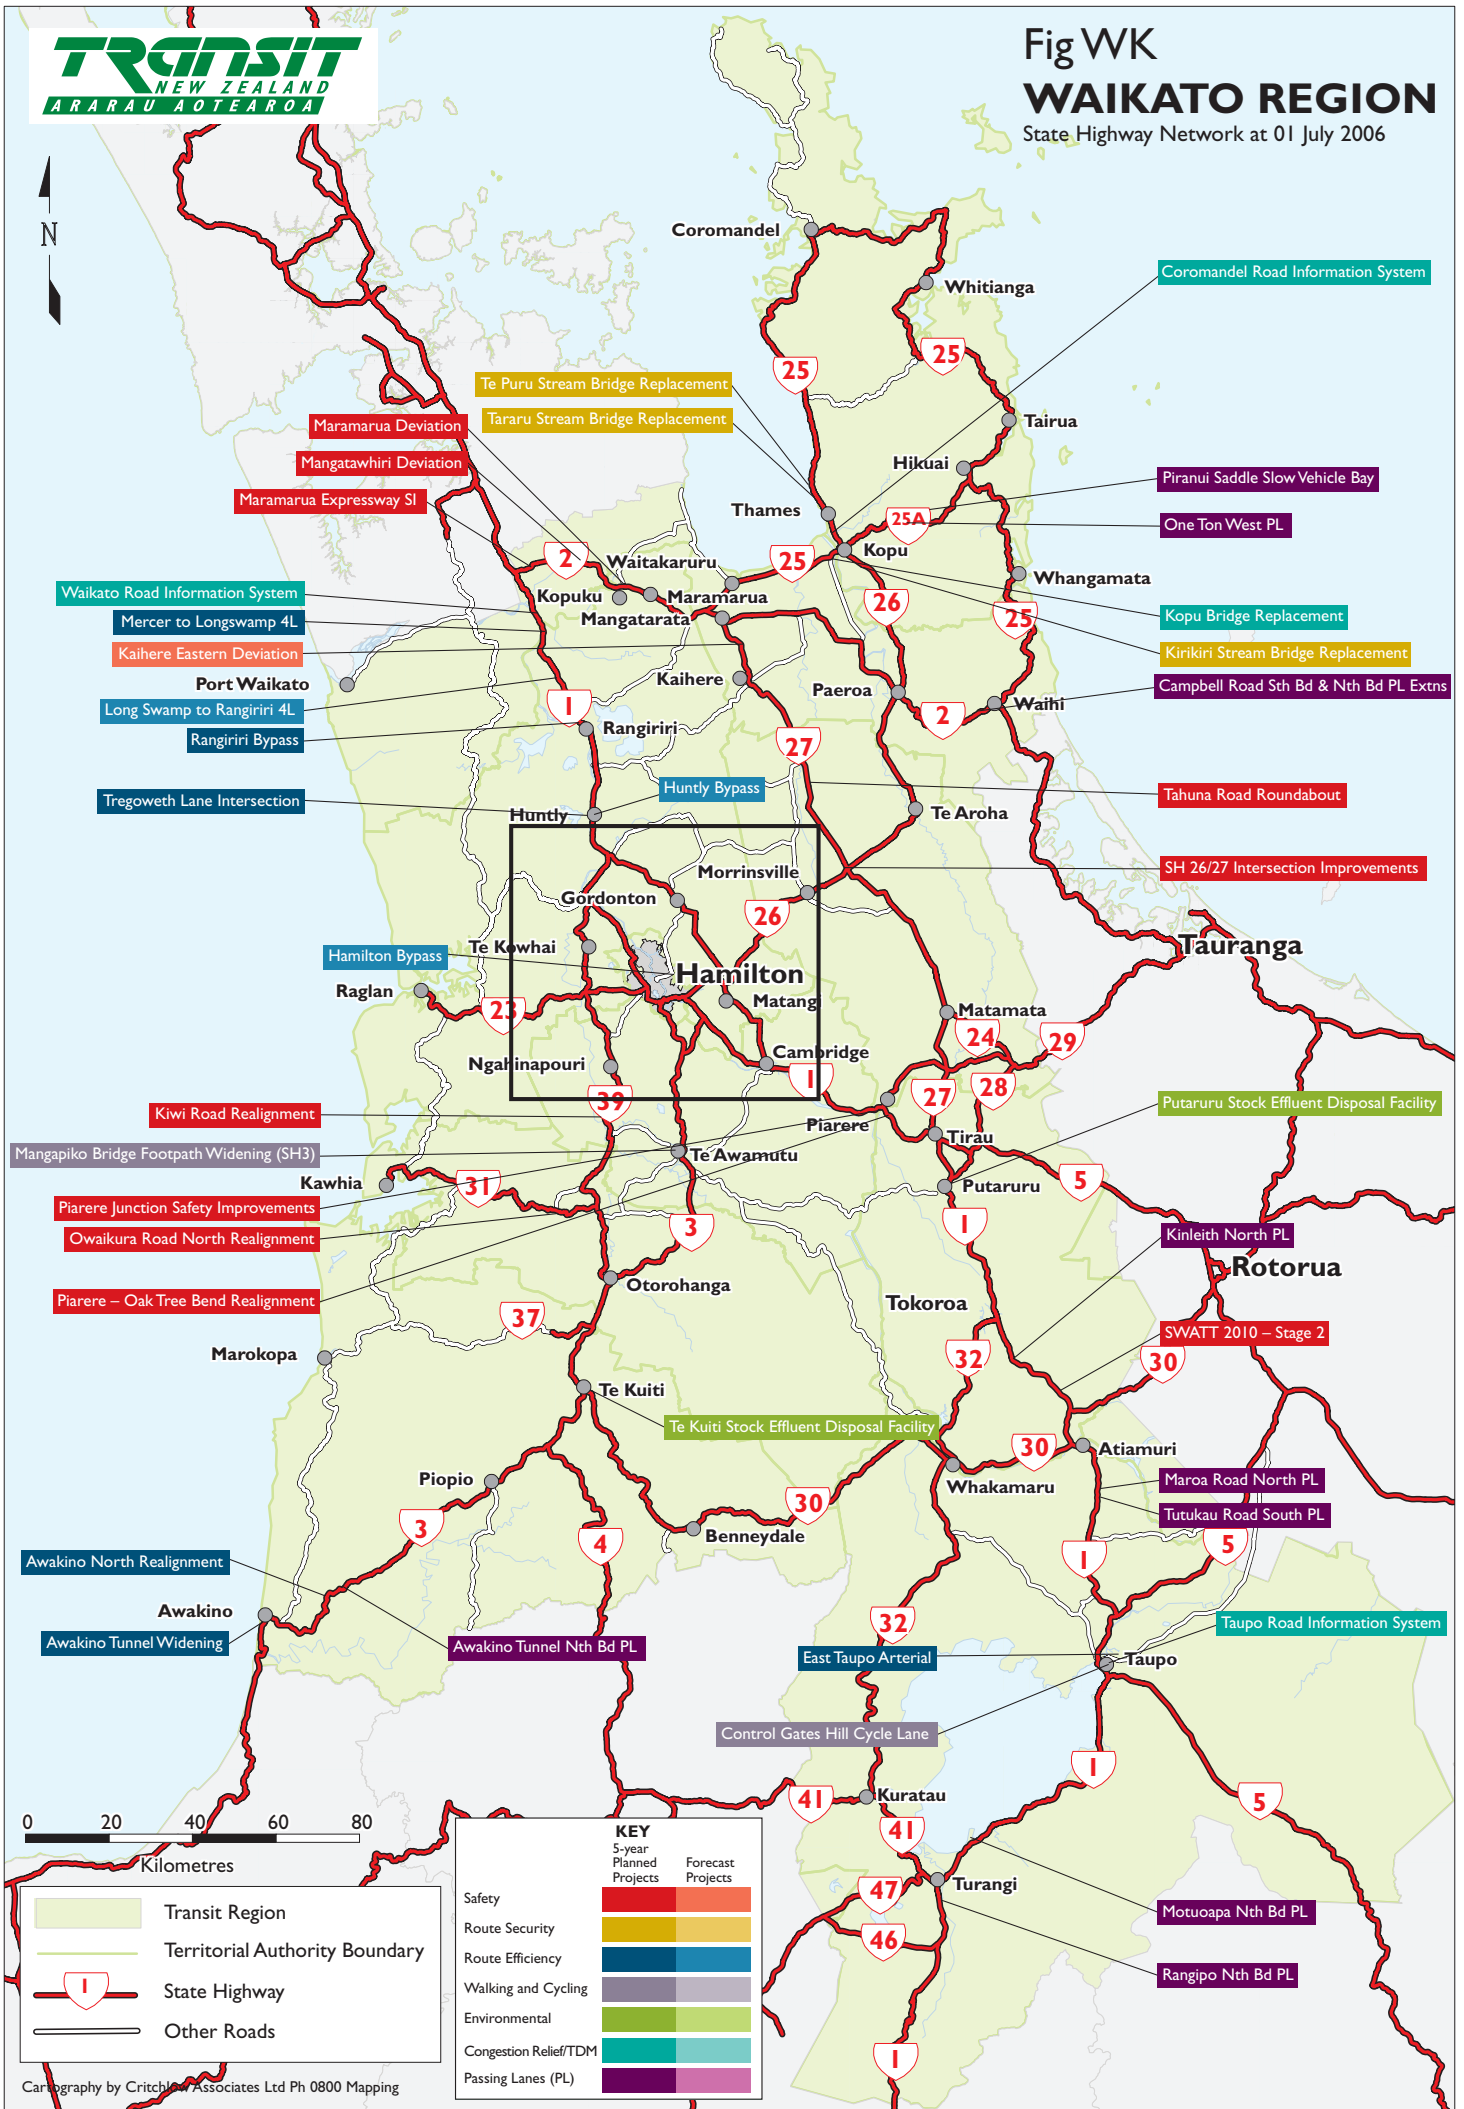 TRANSIT
NEW ZEALAND
ARARAU AOTEAROA
Fig WK
WAIKATO REGION
State Highway Network at 01 July 2006
N
Coromandel
Whitianga
Coromandel Road Information System
25
25
Te Puru Stream Bridge Replacement
Tararu Stream Bridge Replacement
Maramarua Deviation
Tairua
Mangatawhiri Deviation
Hikuai
Piranui Saddle Slow Vehicle Bay
Maramarua Expressway SI
Thames
25A
One Ton West PL
Kopu
2
Waitakaruru
25
Whangamata
Waikato Road Information System
Kopuku
Maramarua
26
25
Kopu Bridge Replacement
Mercer to Longswamp 4L
Mangatarata
Kaihere Eastern Deviation
Kirikiri Stream Bridge Replacement
Port Waikato
Kaihere
Paeroa
Campbell Road Sth Bd & Nth Bd PL Extns
Long Swamp to Rangiriri 4L
1
Waihi
2
Rangiriri Bypass
Rangiriri
27
Huntly Bypass
Tahuna Road Roundabout
Tregoweth Lane Intersection
Huntly
Te Aroha
Morrinsville
SH 26/27 Intersection Improvements
Gordonton
26
Te Kowhai
Tauranga
Hamilton Bypass
Hamilton
Raglan
Matangi
23
Matamata
24
29
Cambridge
Ngahinapouri
1
28
27
39
Kiwi Road Realignment
Putaruru Stock Effluent Disposal Facility
Piarere
Tirau
Mangapiko Bridge Footpath Widening (SH3)
Te Awamutu
Kawhia
31
5
Putaruru
Piarere Junction Safety Improvements
1
3
Owaikura Road North Realignment
Kinleith North PL
Rotorua
Otorohanga
Piarere – Oak Tree Bend Realignment
Tokoroa
37
SWATT 2010 – Stage 2
Marokopa
32
30
Te Kuiti
Te Kuiti Stock Effluent Disposal Facility
30
Atiamuri
Piopio
Whakamaru
Maroa Road North PL
30
Tutukau Road South PL
3
Benneydale
4
5
1
Awakino North Realignment
Awakino
32
Taupo Road Information System
Awakino Tunnel Widening
Awakino Tunnel Nth Bd PL
East Taupo Arterial
Taupo
Control Gates Hill Cycle Lane
1
41
Kuratau
5
41
0 20 40 60 80
Kilometres
Turangi
47
Motuoapa Nth Bd PL
46
Rangipo Nth Bd PL
1
KEY
5-year
Planned
Projects
Forecast
Projects
Safety
Route Security
Route Efficiency
Walking and Cycling
Environmental
Congestion Relief/TDM
Passing Lanes (PL)
Transit Region
Territorial Authority Boundary
1
State Highway
Other Roads
Cartography by Critchlow Associates Ltd Ph 0800 Mapping